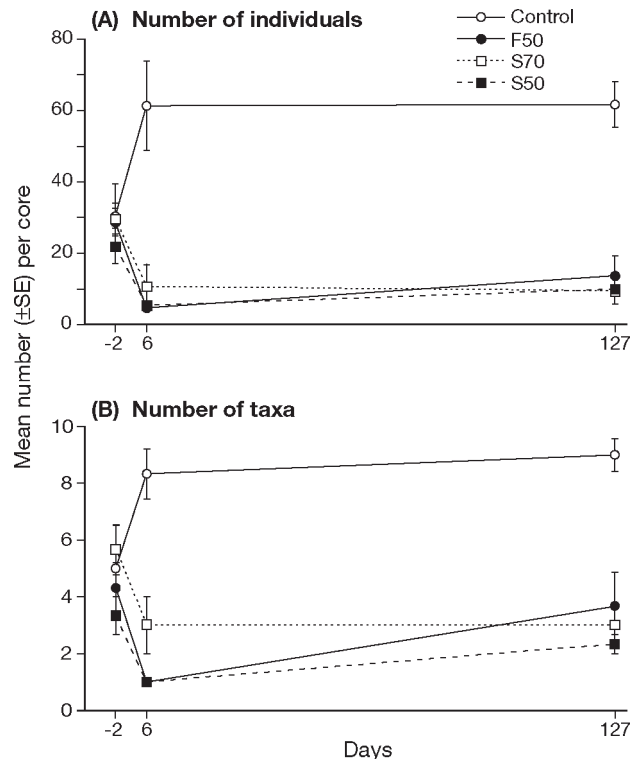 (A) Number of individuals
Control
F50
S70
S50
80
60
40
20
0
-2 6 127
Mean number (±SE) per core
(B) Number of taxa
10
8
6
4
2
0
-2 6 127
Days